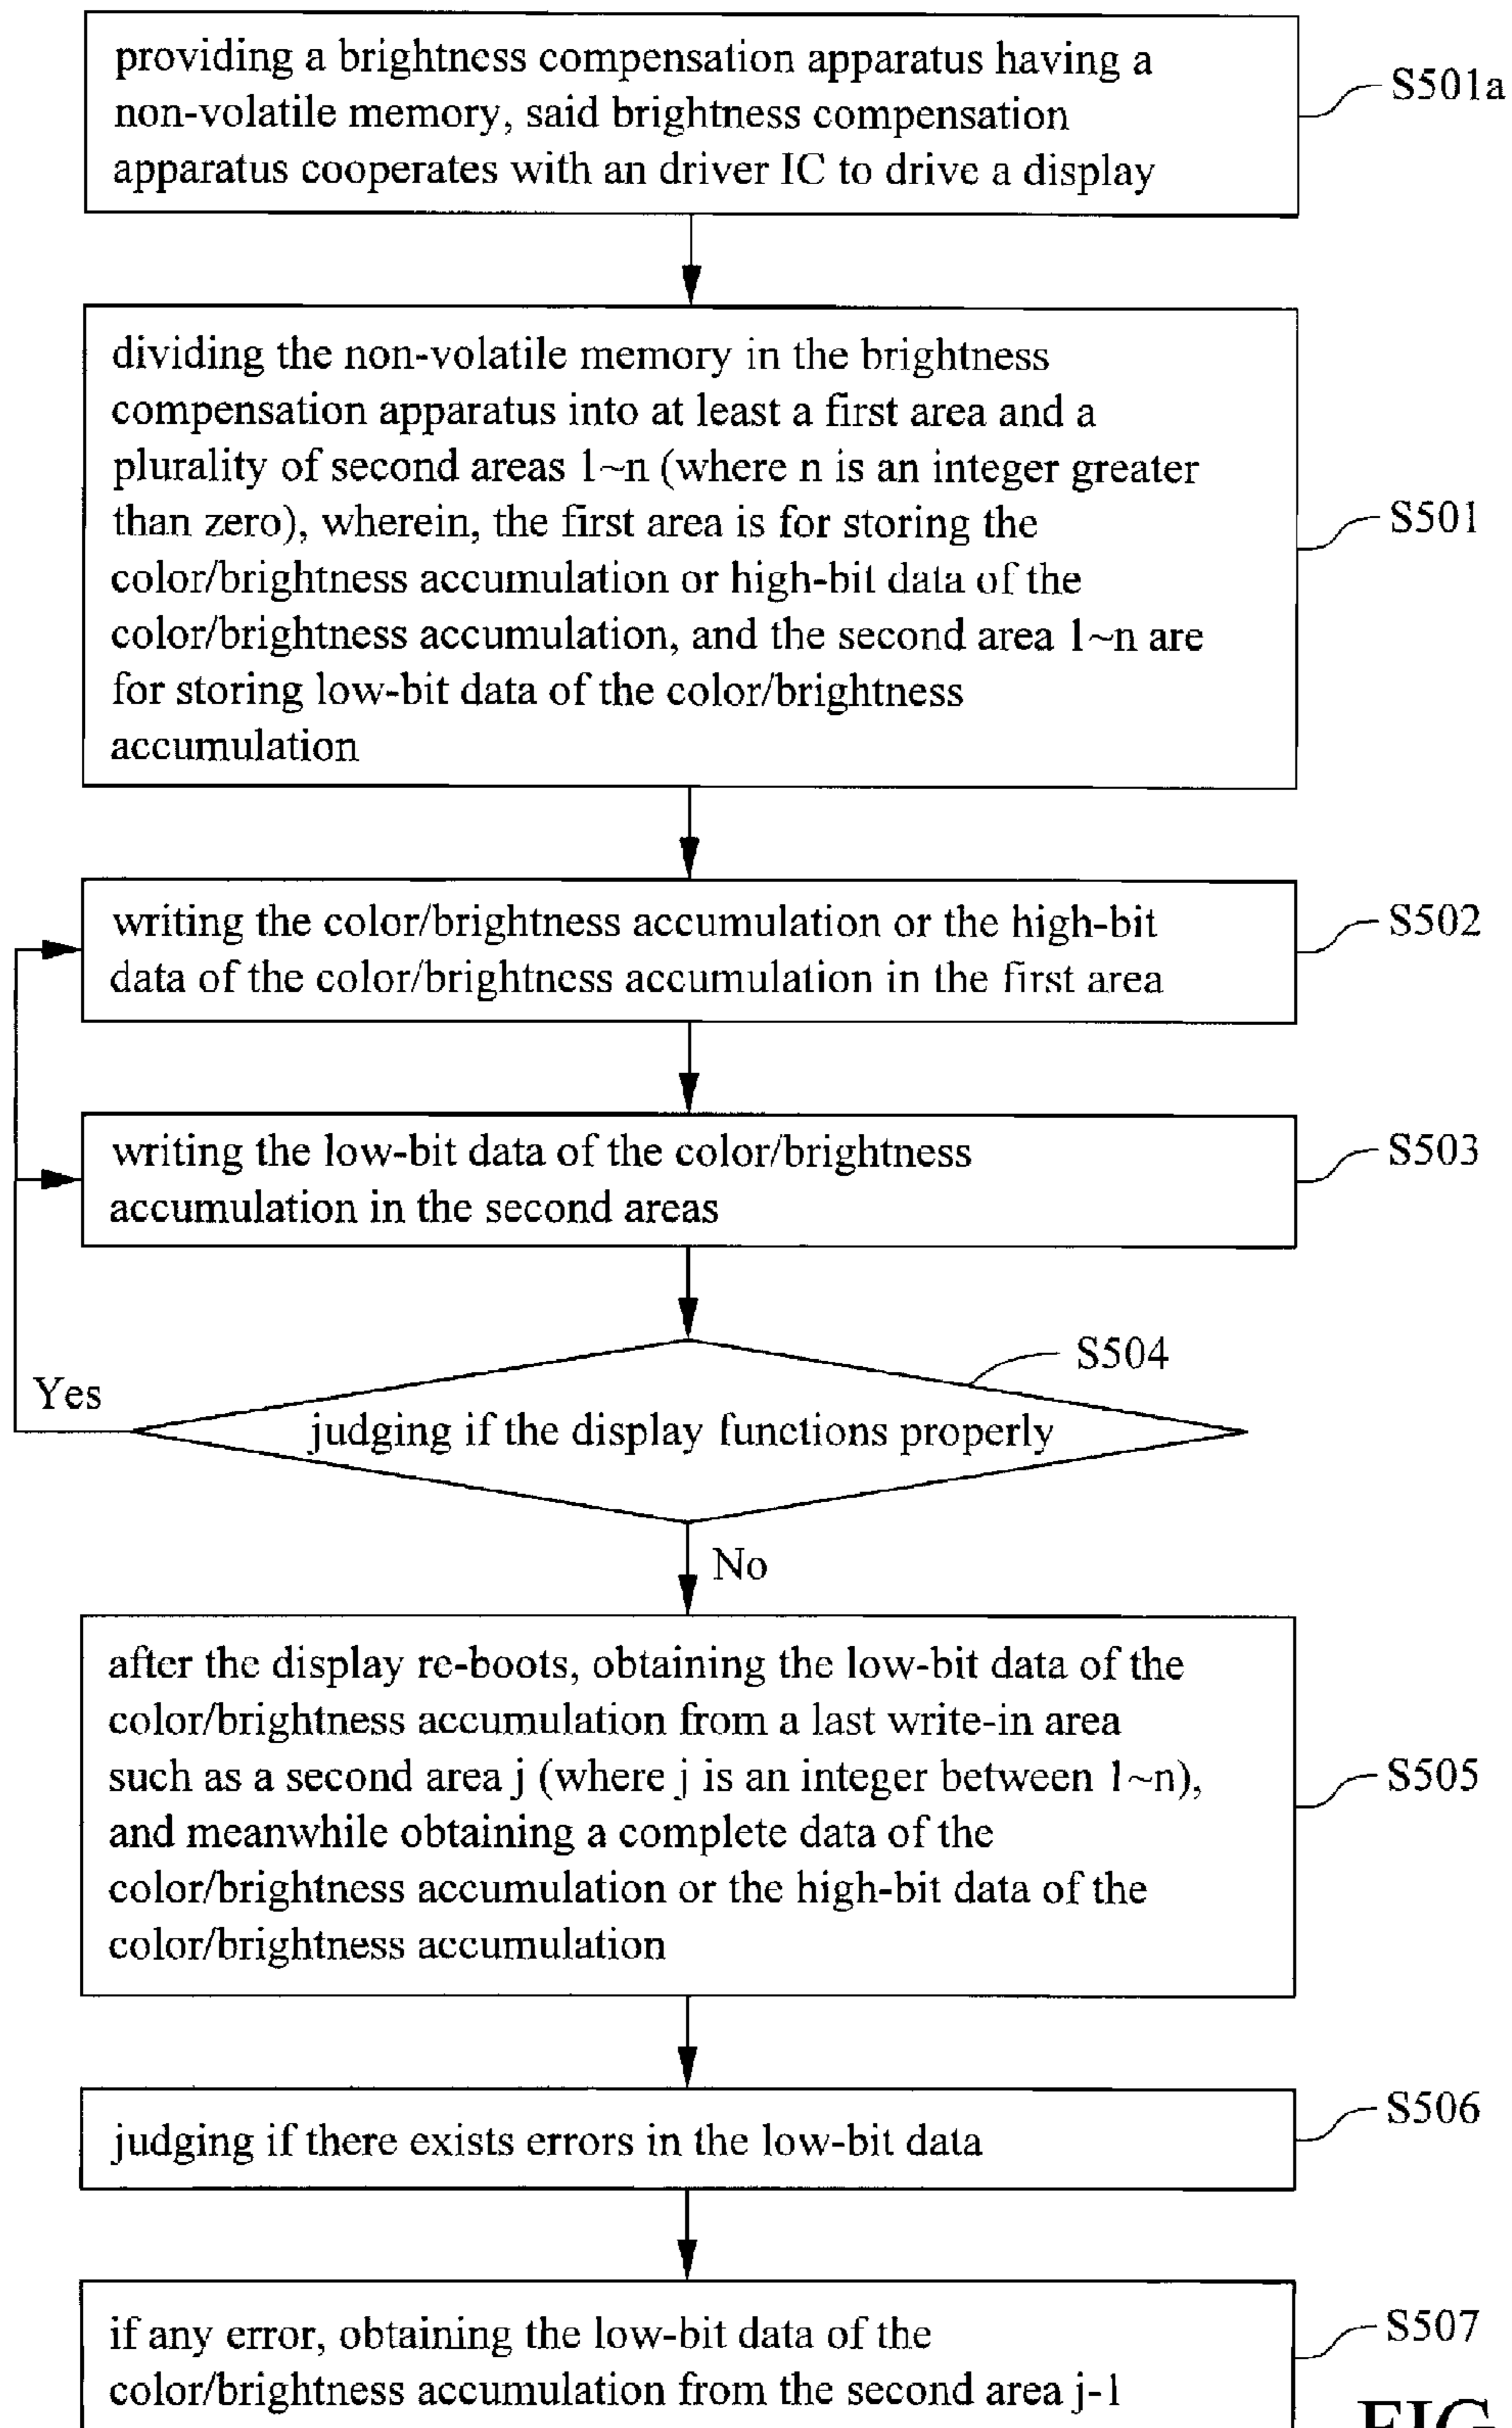 providing a brightness compensation apparatus having a
non-volatile memory, said brightness compensation
apparatus cooperates with an driver IC to drive a display
S501a
dividing the non-volatile memory in the brightness
compensation apparatus into at least a first area and a
plurality of second areas 1~n (where n is an integer greater
than zero), wherein, the first area is for storing the
color/brightness accumulation or high-bit data of the
color/brightness accumulation, and the second area 1~n are
for storing low-bit data of the color/brightness
accumulation
S501
writing the color/brightness accumulation or the high-bit
data of the color/brightness accumulation in the first area
S502
writing the low-bit data of the color/brightness
accumulation in the second areas
S503
S504
Yes
judging if the display functions properly
No
after the display re-boots, obtaining the low-bit data of the
color/brightness accumulation from a last write-in area
such as a second area j (where j is an integer between 1~n),
and meanwhile obtaining a complete data of the
color/brightness accumulation or the high-bit data of the
color/brightness accumulation
S505
judging if there exists errors in the low-bit data
S506
if any error, obtaining the low-bit data of the
color/brightness accumulation from the second area j-1
S507
FIG